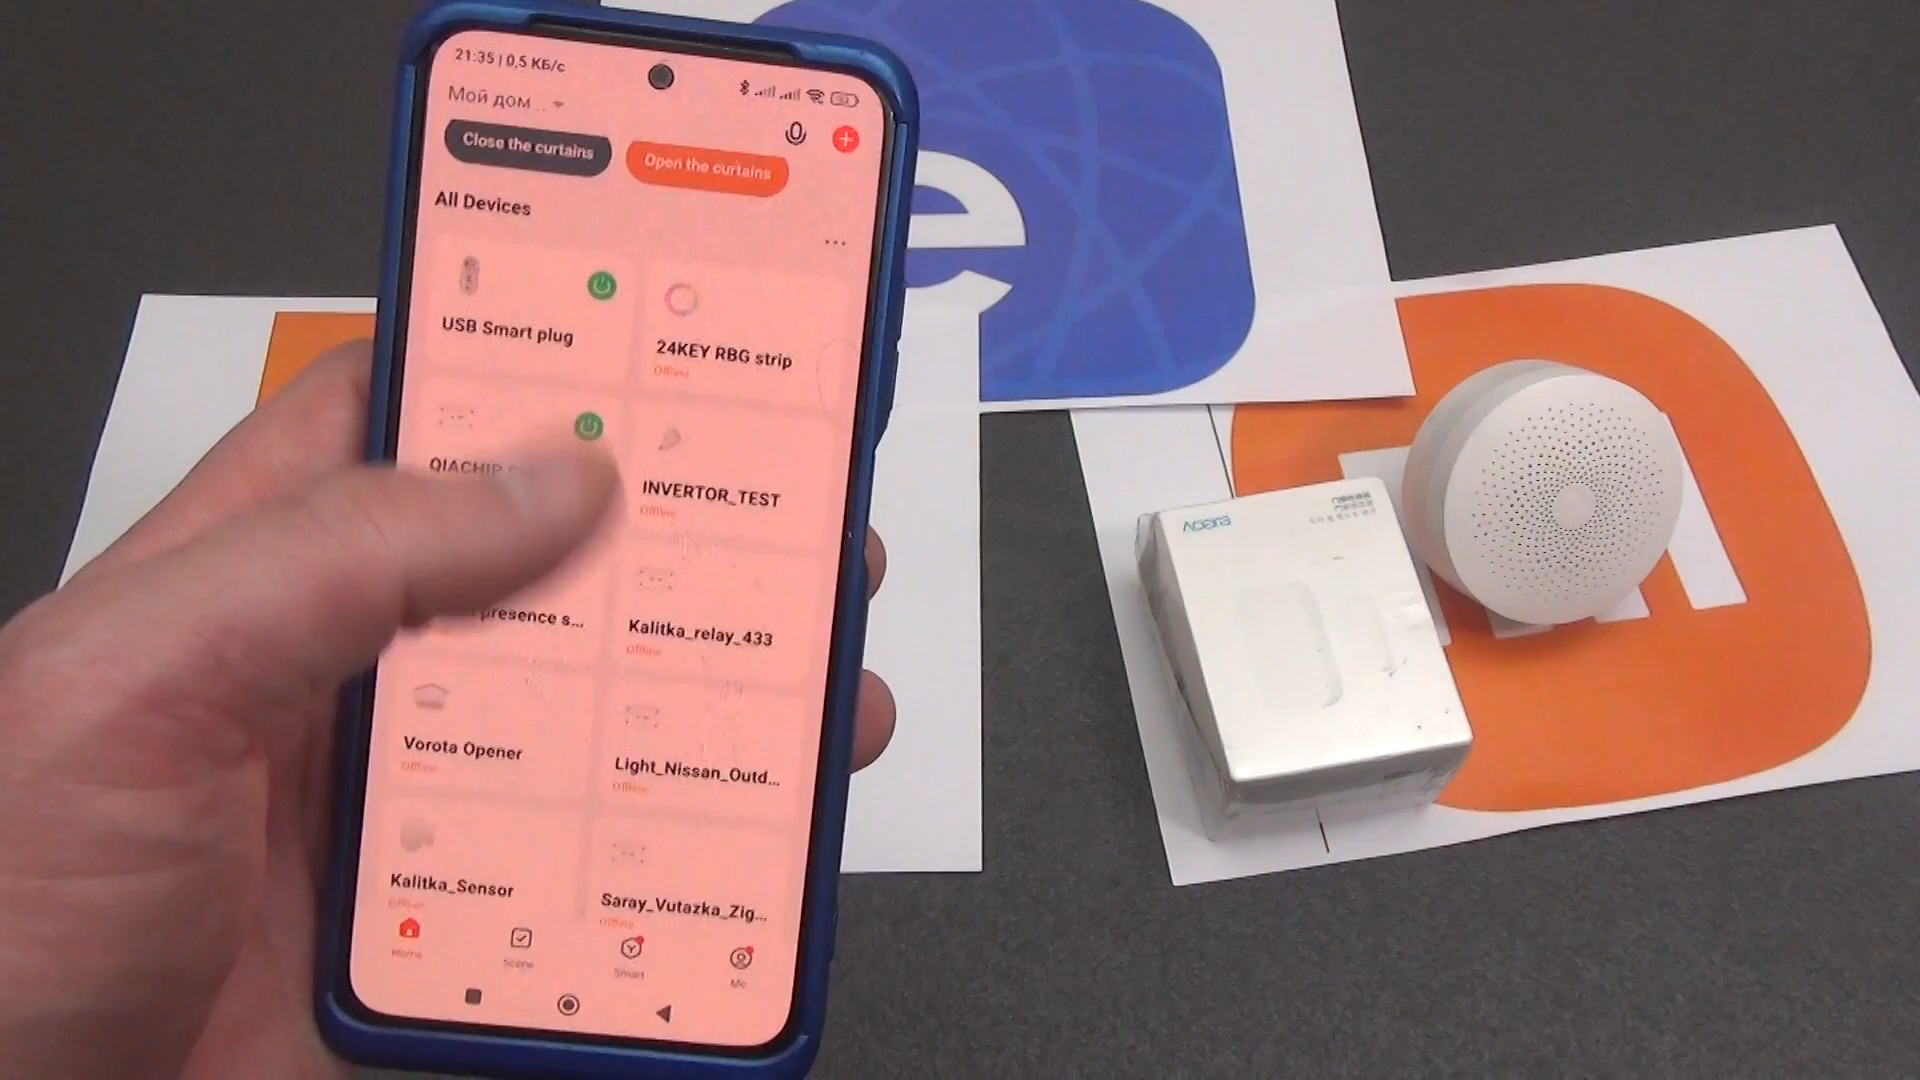 21:35 | 0,5 КБ/с
Мой дом ..
Close the curtains
Open the curtains
All Devices
USB Smart plug
24KEY RBG strip
Offline
QIACHIP
INVERTOR_TEST
Offline
presence s...
Kalitka_relay_433
Offline
Vorota Opener
Offline
Light_Nissan_Outd...
Offline
Kalitka_Sensor
Offline
Saray_Vutazka_Zig...
Offline
Home
Scene
Smart
Me
e
Aqara